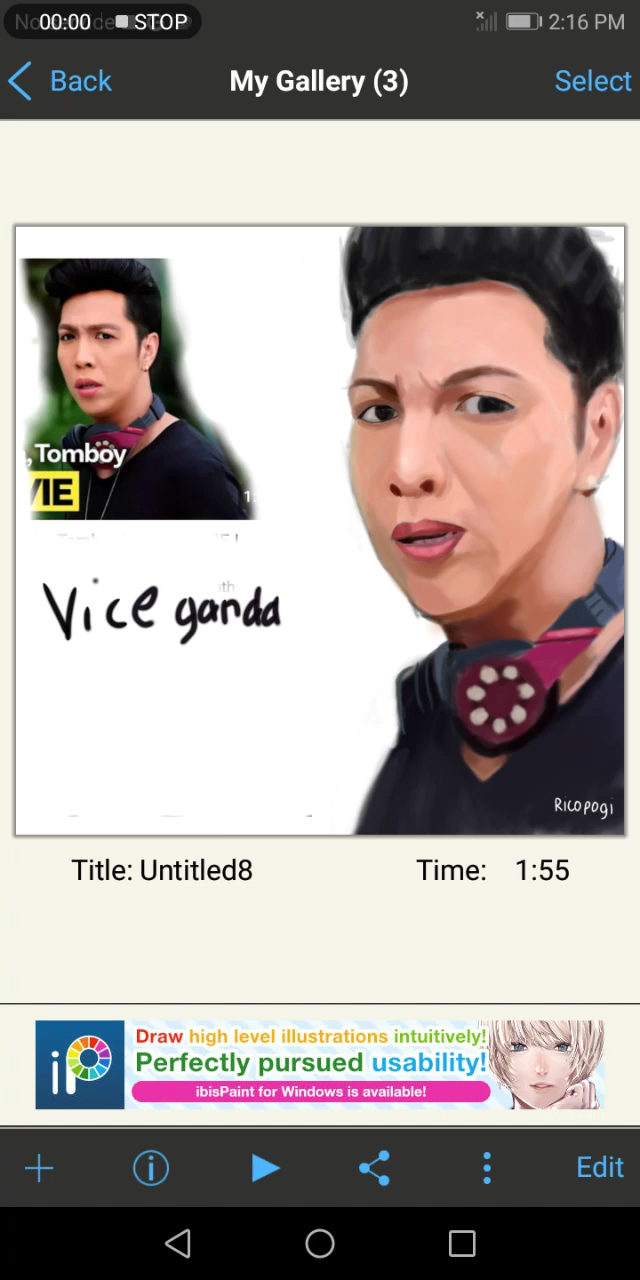 00:00 STOP
2:16 PM
Back
My Gallery (3)
Select
, Tomboy
VIE
Vice ganda
Ricopogi
Title: Untitled8
Time: 1:55
iP
Draw high level illustrations intuitively!
Perfectly pursued usability!
ibisPaint for Windows is available!
Edit